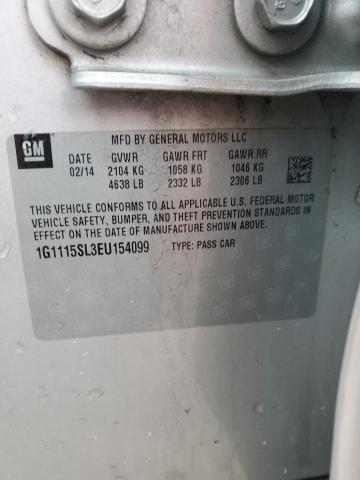 GM
MFD BY GENERAL MOTORS LLC
DATE GVWR GAWR FRT GAWR RR
02/14 2104 KG 1058 KG 1046 KG
4638 LB 2332 LB 2306 LB
THIS VEHICLE CONFORMS TO ALL APPLICABLE U.S. FEDERAL MOTOR
VEHICLE SAFETY, BUMPER, AND THEFT PREVENTION STANDARDS IN
EFFECT ON THE DATE OF MANUFACTURE SHOWN ABOVE.
1G1115SL3EU154099 TYPE: PASS CAR